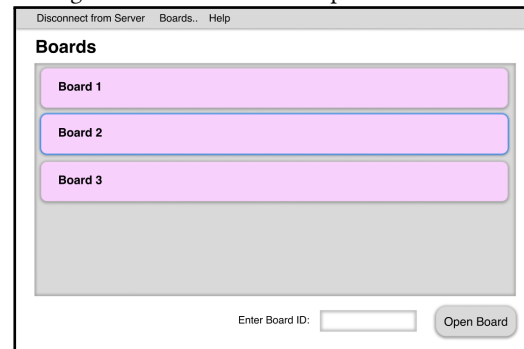 Disconnect from Server Boards.. Help
Boards
Board 1
Board 2
Board 3
Enter Board ID: Open Board